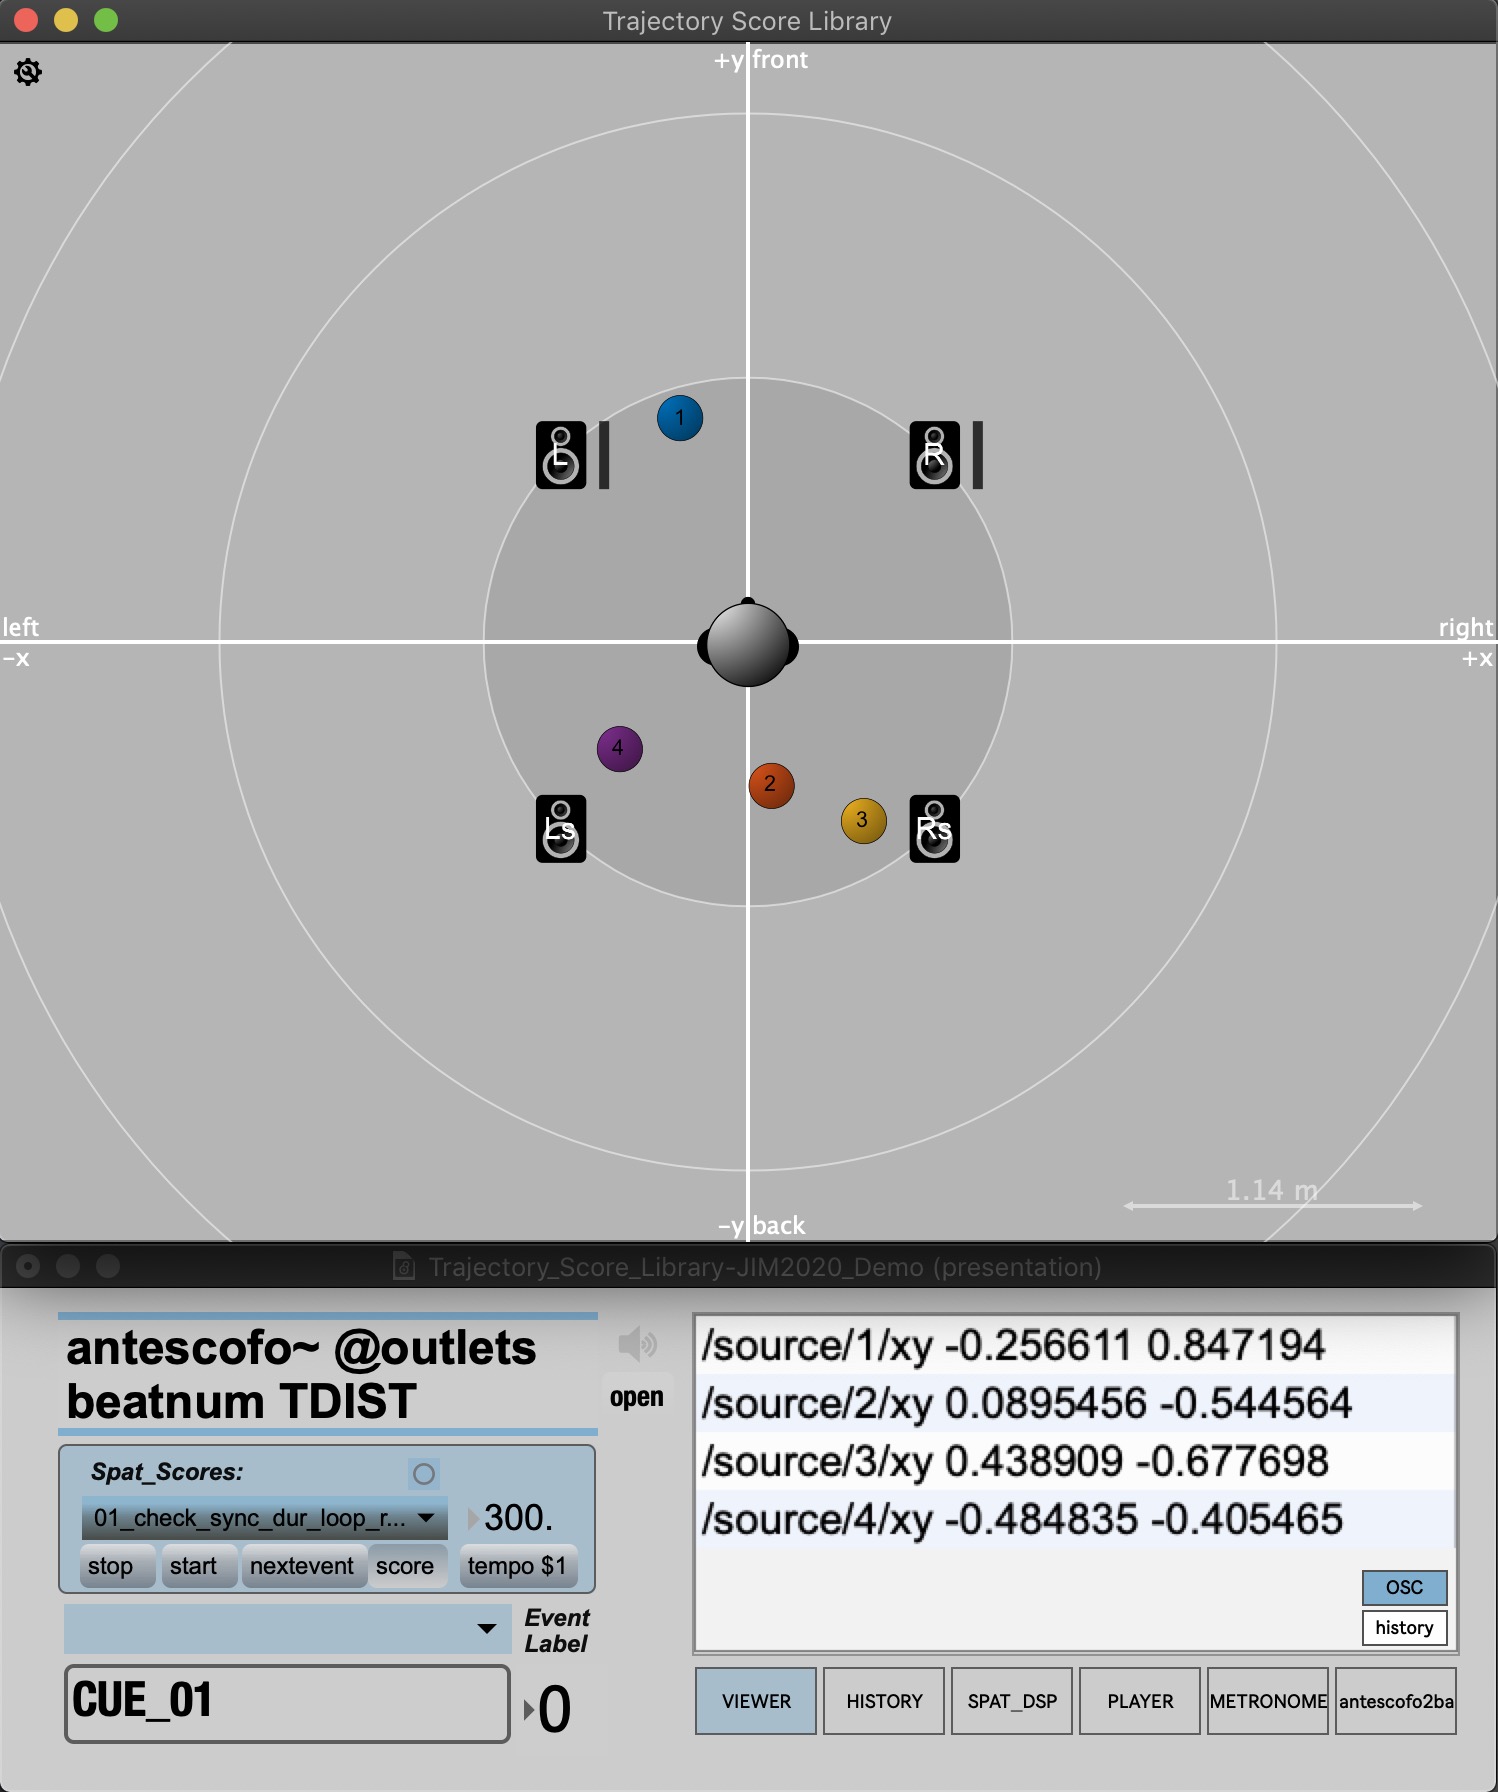 Trajectory Score Library
+y front
1
L
R
left
right
-x
+x
4
2
3
Ls
Rs
1.14 m
-y back
Trajectory_Score_Library-JIM2020_Demo (presentation)
antescofo~ @outlets
beatnum TDIST
open
Spat_Scores:
01_check_sync_dur_loop_r...
300.
stop
start
nextevent
score
tempo $1
Event
Label
CUE_01
0
/source/1/xy -0.256611 0.847194
/source/2/xy 0.0895456 -0.544564
/source/3/xy 0.438909 -0.677698
/source/4/xy -0.484835 -0.405465
OSC
history
VIEWER
HISTORY
SPAT_DSP
PLAYER
METRONOME
antescofo2ba